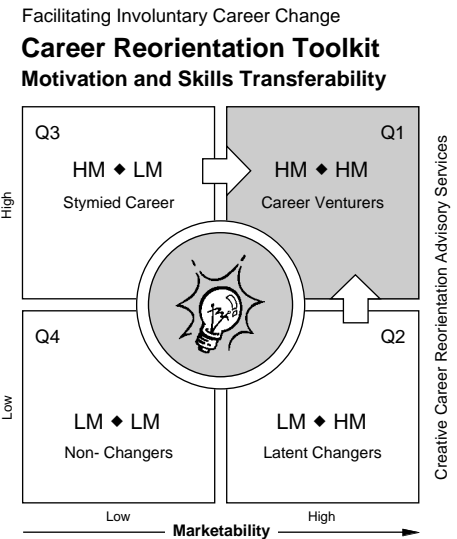 Facilitating Involuntary Career Change
Career Reorientation Toolkit
Motivation and Skills Transferability
Q3
HM ◆ LM
Stymied Career
Q1
HM ◆ HM
Career Venturers
High
Q4
LM ◆ LM
Non- Changers
Q2
LM ◆ HM
Latent Changers
Low
Creative Career Reorientation Advisory Services
Low
High
Marketability